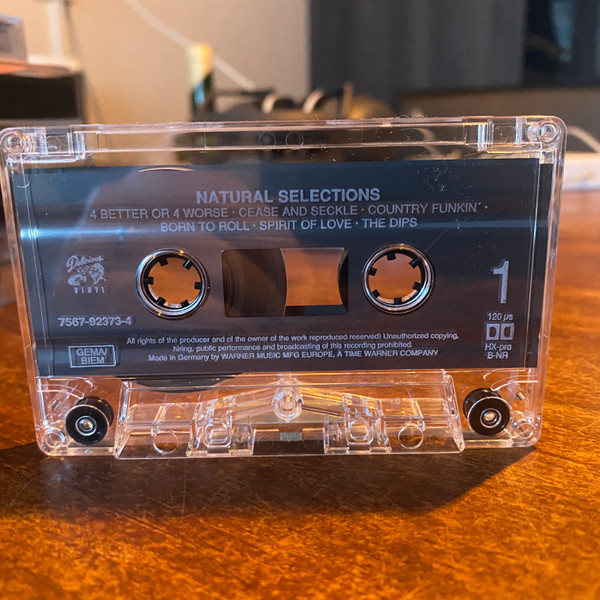 NATURAL SELECTIONS
4 BETTER OR 4 WORSE · CEASE AND SECKLE · COUNTRY FUNKIN´ ·
BORN TO ROLL · SPIRIT OF LOVE · THE DIPS
Delicious
VINYL
1
7567-92373-4
120 µs
All rights of the producer and of the owner of the work reproduced reserved! Unauthorized copying,
hiring, public performance and broadcasting of this recording prohibited.
Made in Germany by WARNER MUSIC MFG EUROPE, A TIME WARNER COMPANY
GEMA/
BIEM
HX-pro
B-NR